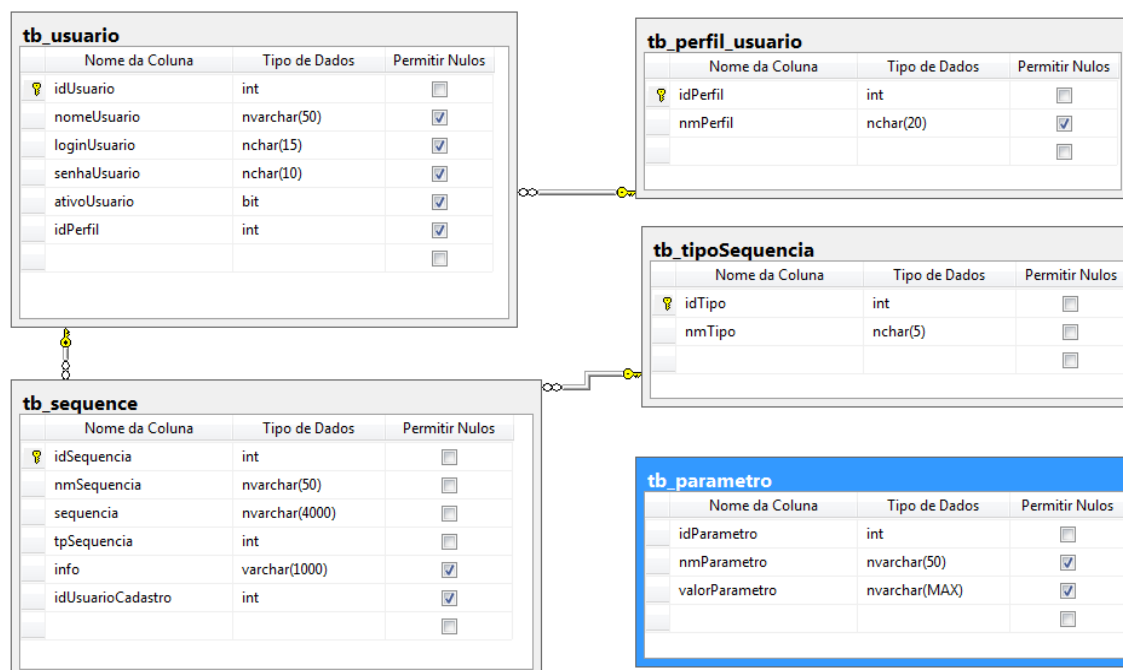 tb_usuario
Nome da Coluna Tipo de Dados Permitir Nulos
idUsuario int
nomeUsuario nvarchar(50)
loginUsuario nchar(15)
senhaUsuario nchar(10)
ativoUsuario bit
idPerfil int
tb_perfil_usuario
Nome da Coluna Tipo de Dados Permitir Nulos
idPerfil int
nmPerfil nchar(20)
tb_tipoSequencia
Nome da Coluna Tipo de Dados Permitir Nulos
idTipo int
nmTipo nchar(5)
tb_sequence
Nome da Coluna Tipo de Dados Permitir Nulos
idSequencia int
nmSequencia nvarchar(50)
sequencia nvarchar(4000)
tpSequencia int
info varchar(1000)
idUsuarioCadastro int
tb_parametro
Nome da Coluna Tipo de Dados Permitir Nulos
idParametro int
nmParametro nvarchar(50)
valorParametro nvarchar(MAX)